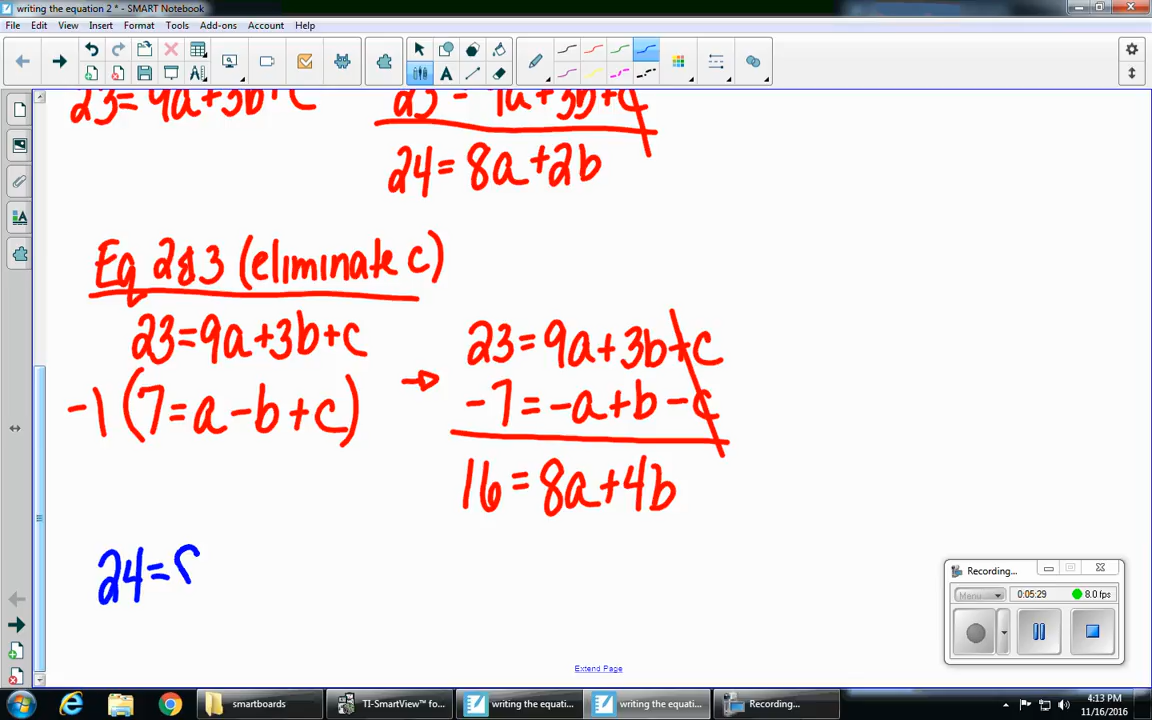 writing the equation 2 * - SMART Notebook
File Edit View Insert Format Tools Add-ons Account Help
23=9a+3b+c
23=9a+3b+c
24=8a+2b
Eq 2&3 (eliminate c)
23=9a+3b+c
-1(7=a-b+c)
→
23=9a+3b+c
-7=-a+b-c
16=8a+4b
24=
Extend Page
Recording...
Menu
0:05:29
8.0 fps
smartboards
TI-SmartView™ fo...
writing the equati...
writing the equati...
Recording...
4:13 PM
11/16/2016